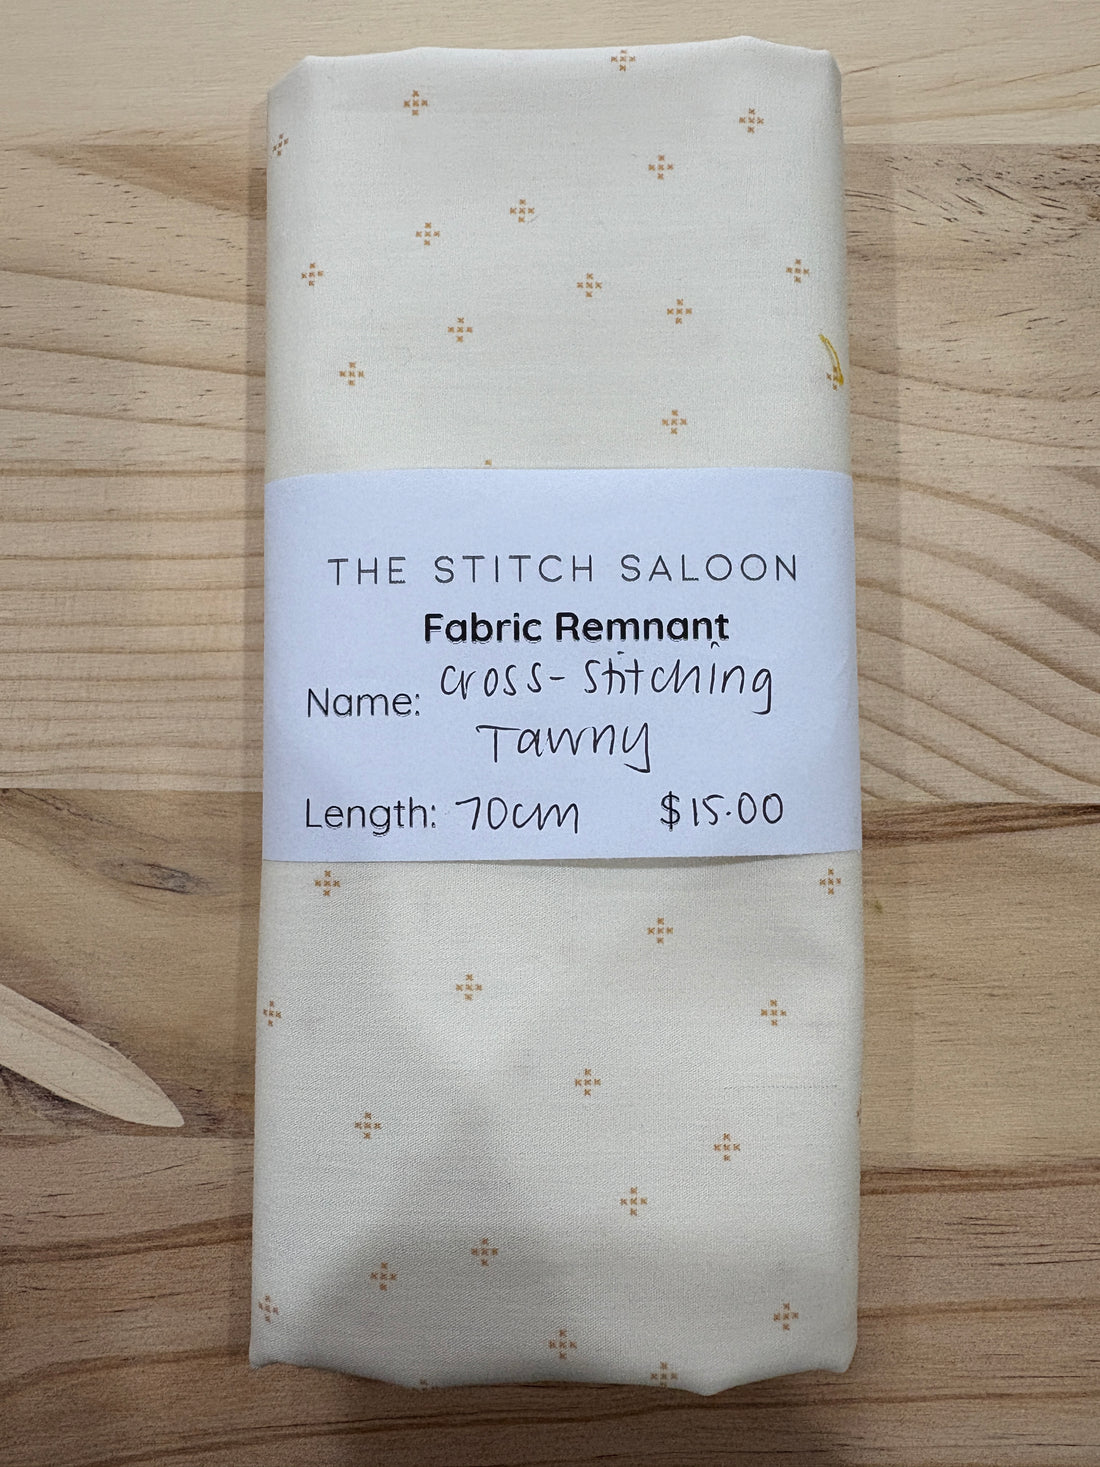 THE STITCH SALOON
Fabric Remnant
Name: Cross-Stitching
Tawny
Length: 70cm $15.00